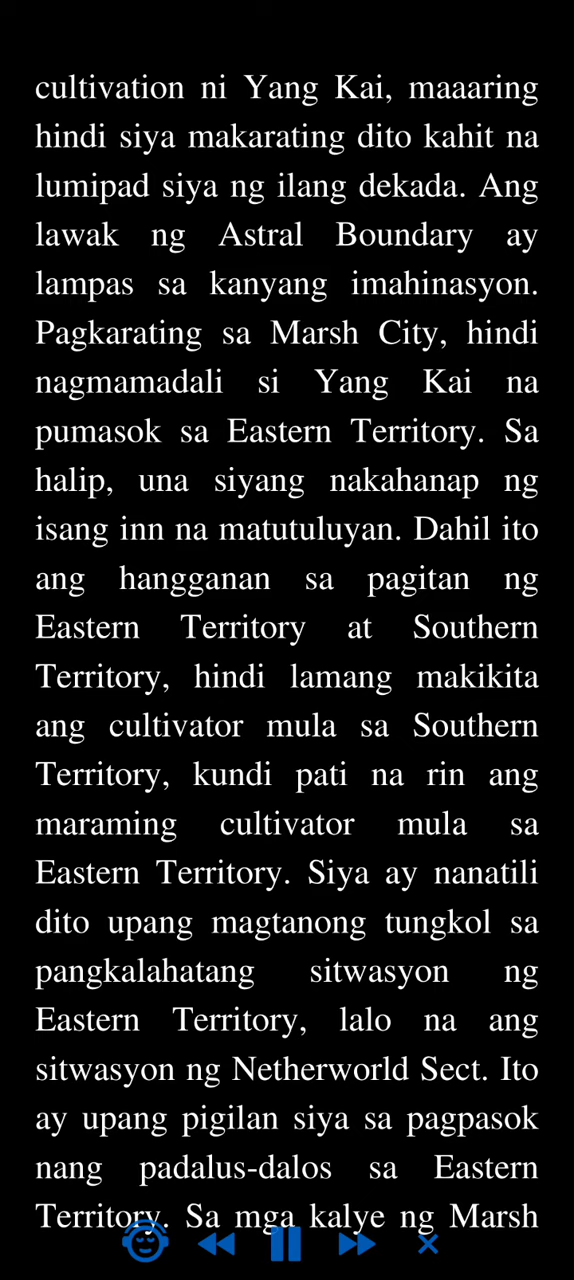 cultivation ni Yang Kai, maaaring
hindi siya makarating dito kahit na
lumipad siya ng ilang dekada. Ang
lawak ng Astral Boundary ay
lampas sa kanyang imahinasyon.
Pagkarating sa Marsh City, hindi
nagmamadali si Yang Kai na
pumasok sa Eastern Territory. Sa
halip, una siyang nakahanap ng
isang inn na matutuluyan. Dahil ito
ang hangganan sa pagitan ng
Eastern Territory at Southern
Territory, hindi lamang makikita
ang cultivator mula sa Southern
Territory, kundi pati na rin ang
maraming cultivator mula sa
Eastern Territory. Siya ay nanatili
dito upang magtanong tungkol sa
pangkalahatang sitwasyon ng
Eastern Territory, lalo na ang
sitwasyon ng Netherworld Sect. Ito
ay upang pigilan siya sa pagpasok
nang padalus-dalos sa Eastern
Territory. Sa mga kalye ng Marsh